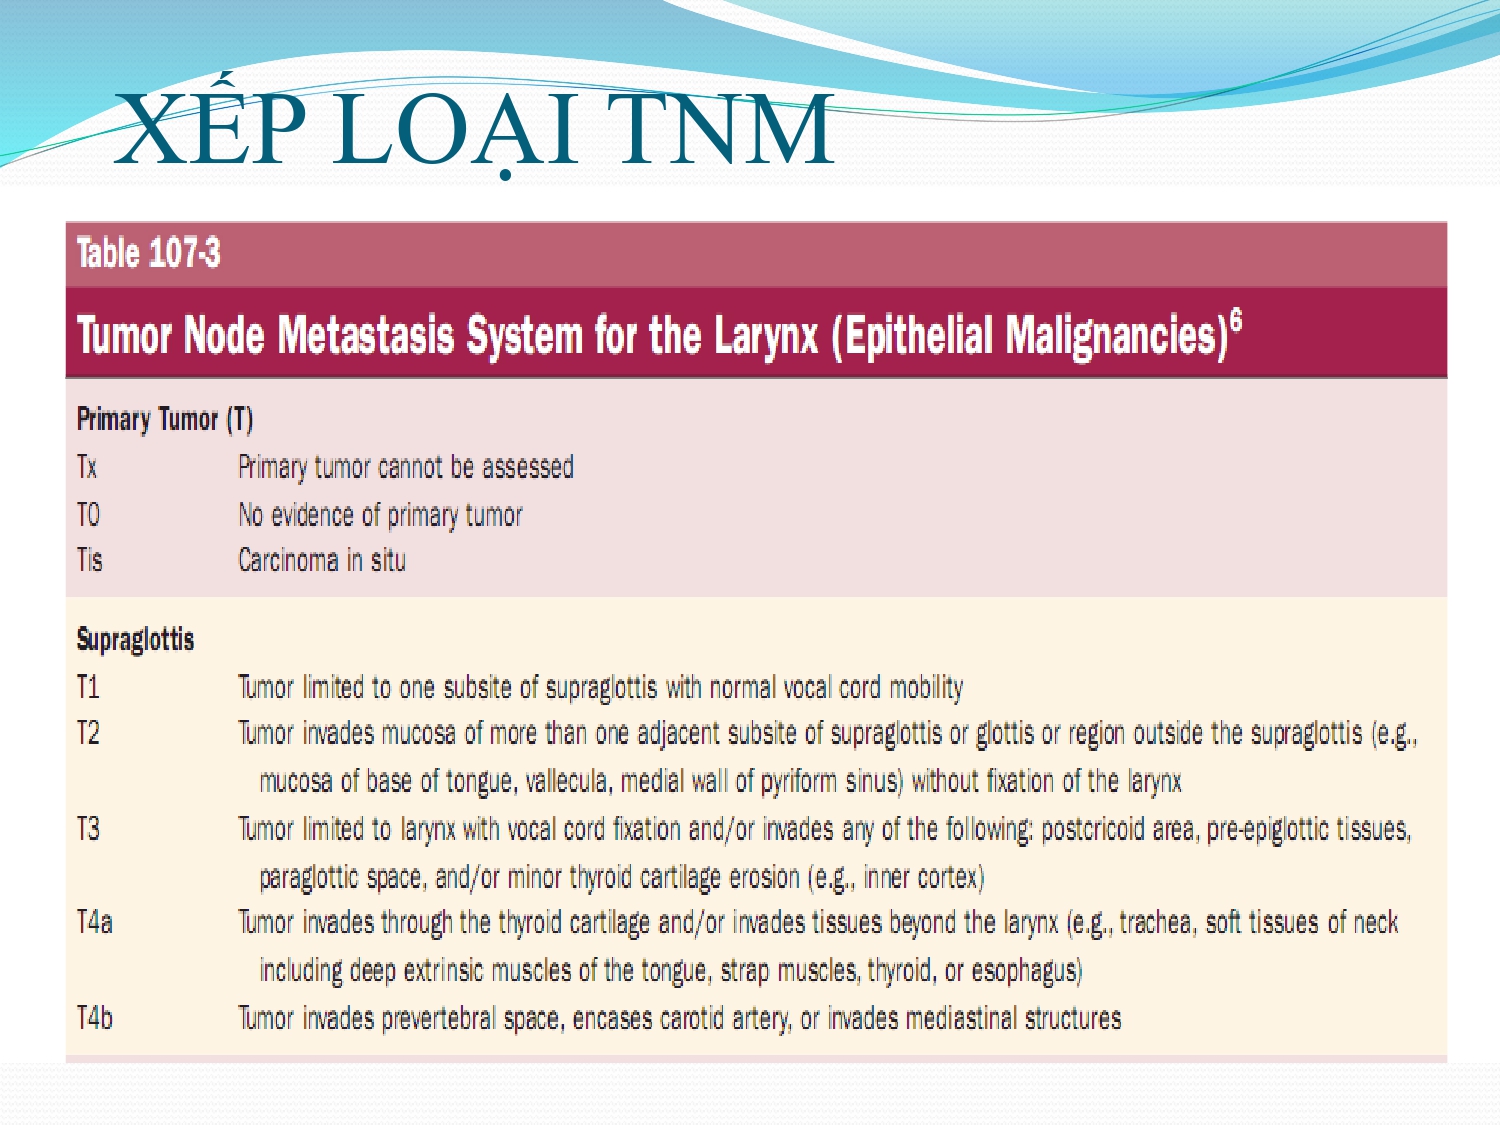 XẾP LOẠI TNM
Table 107-3
Tumor Node Metastasis System for the Larynx (Epithelial Malignancies)6
Primary Tumor (T)
Tx Primary tumor cannot be assessed
T0 No evidence of primary tumor
Tis Carcinoma in situ
Supraglottis
T1 Tumor limited to one subsite of supraglottis with normal vocal cord mobility
T2 Tumor invades mucosa of more than one adjacent subsite of supraglottis or glottis or region outside the supraglottis (e.g.,
mucosa of base of tongue, vallecula, medial wall of pyriform sinus) without fixation of the larynx
T3 Tumor limited to larynx with vocal cord fixation and/or invades any of the following: postcricoid area, pre-epiglottic tissues,
paraglottic space, and/or minor thyroid cartilage erosion (e.g., inner cortex)
T4a Tumor invades through the thyroid cartilage and/or invades tissues beyond the larynx (e.g., trachea, soft tissues of neck
including deep extrinsic muscles of the tongue, strap muscles, thyroid, or esophagus)
T4b Tumor invades prevertebral space, encases carotid artery, or invades mediastinal structures